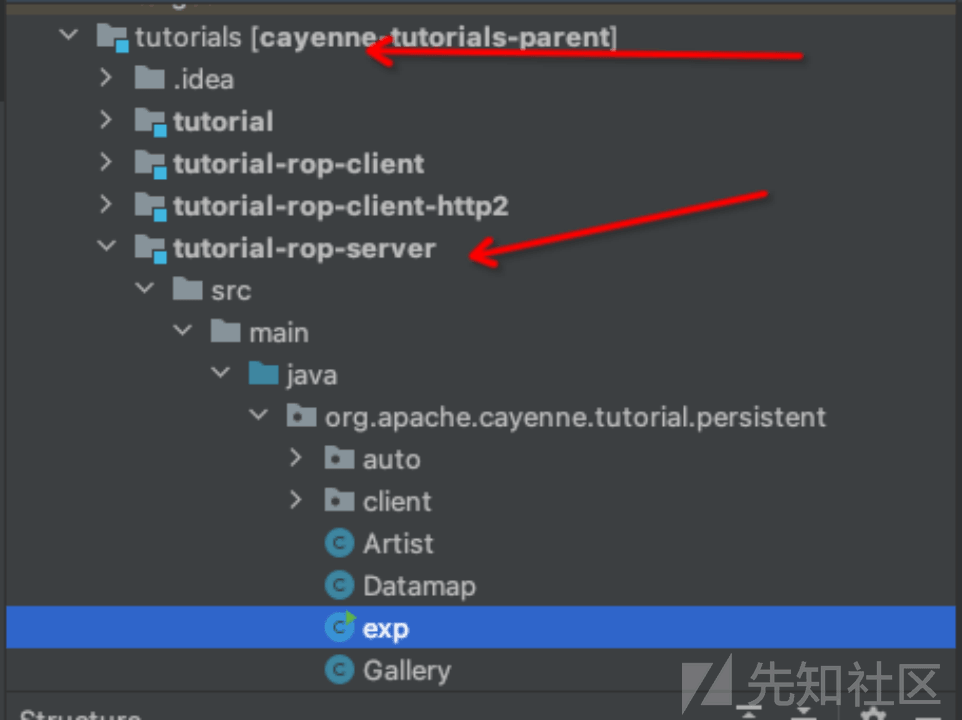 tutorials [cayenne-tutorials-parent]
.idea
tutorial
tutorial-rop-client
tutorial-rop-client-http2
tutorial-rop-server
src
main
java
org.apache.cayenne.tutorial.persistent
auto
client
Artist
Datamap
exp
Gallery
先知社区
Structure